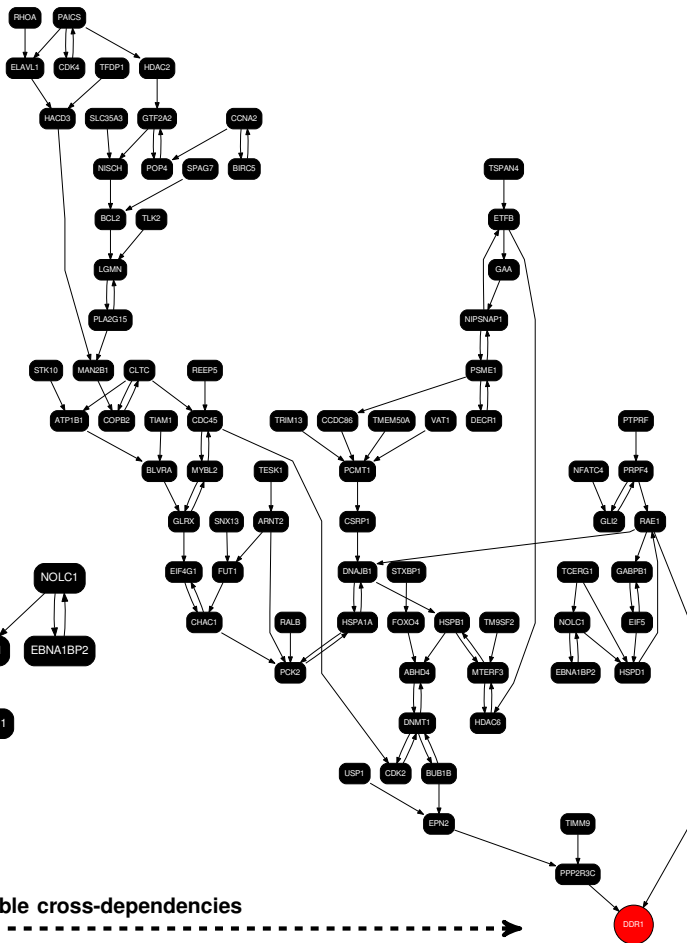 RHOA PAICS
ELAVL1 CDK4 TFDP1 HDAC2
HACD3 SLC35A3 GTF2A2 CCNA2
NISCH POP4 SPAG7 BIRC5 TSPAN4
BCL2 TLK2 ETFB
LGMN GAA
PLA2G15 NIPSNAP1
STK10 MAN2B1 CLTC REEP5 PSME1
ATP1B1 COPB2 TIAM1 CDC45 TRIM13 CCDC86 TMEM50A VAT1 DECR1 PTPRF
BLVRA MYBL2 TESK1 PCMT1 NFATC4 PRPF4
GLRX SNX13 ARNT2 CSRP1 GLI2 RAE1
EIF4G1 FUT1 DNAJB1 STXBP1 TCERG1 GABPB1
NOLC1
CHAC1 RALB HSPA1A FOXO4 HSPB1 TM9SF2 NOLC1 EIF5
EBNA1BP2
PCK2 ABHD4 MTERF3 EBNA1BP2 HSPD1
1 DNMT1 HDAC6
USP1 CDK2 BUB1B
EPN2 TIMM9
PPP2R3C
ble cross-dependencies
DDR1